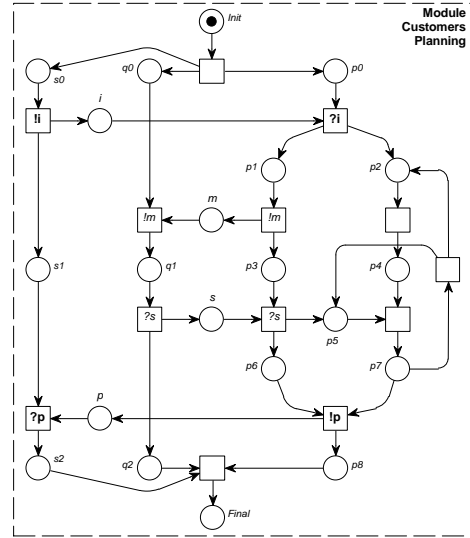 Module
Customers
Planning
Init
s0
q0
p0
i
!i
?i
p1
p2
m
!m
!m
s1
q1
p3
p4
s
?s
?s
p5
p6
p7
p
?p
!p
s2
q2
p8
Final